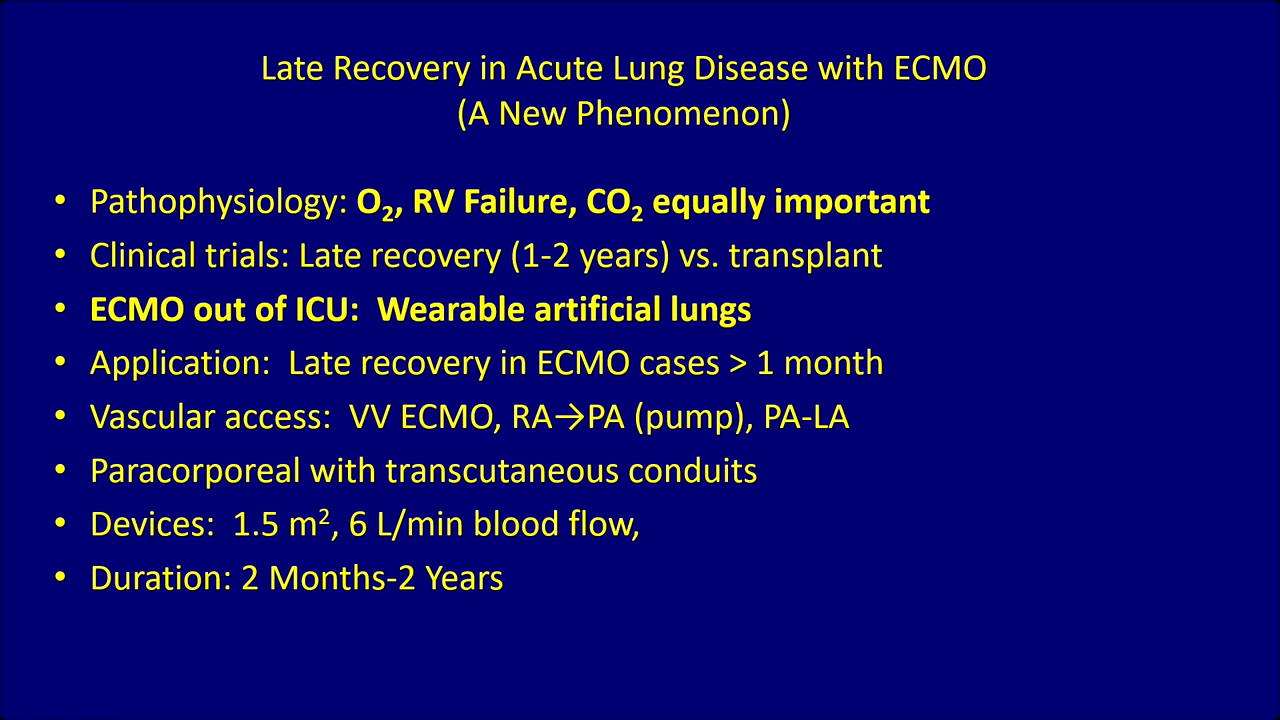 Late Recovery in Acute Lung Disease with ECMO
(A New Phenomenon)
• Pathophysiology: O₂, RV Failure, CO₂ equally important
• Clinical trials: Late recovery (1-2 years) vs. transplant
• ECMO out of ICU:  Wearable artificial lungs
• Application:  Late recovery in ECMO cases > 1 month
• Vascular access:  VV ECMO, RA→PA (pump), PA-LA
• Paracorporeal with transcutaneous conduits
• Devices:  1.5 m², 6 L/min blood flow,
• Duration: 2 Months-2 Years